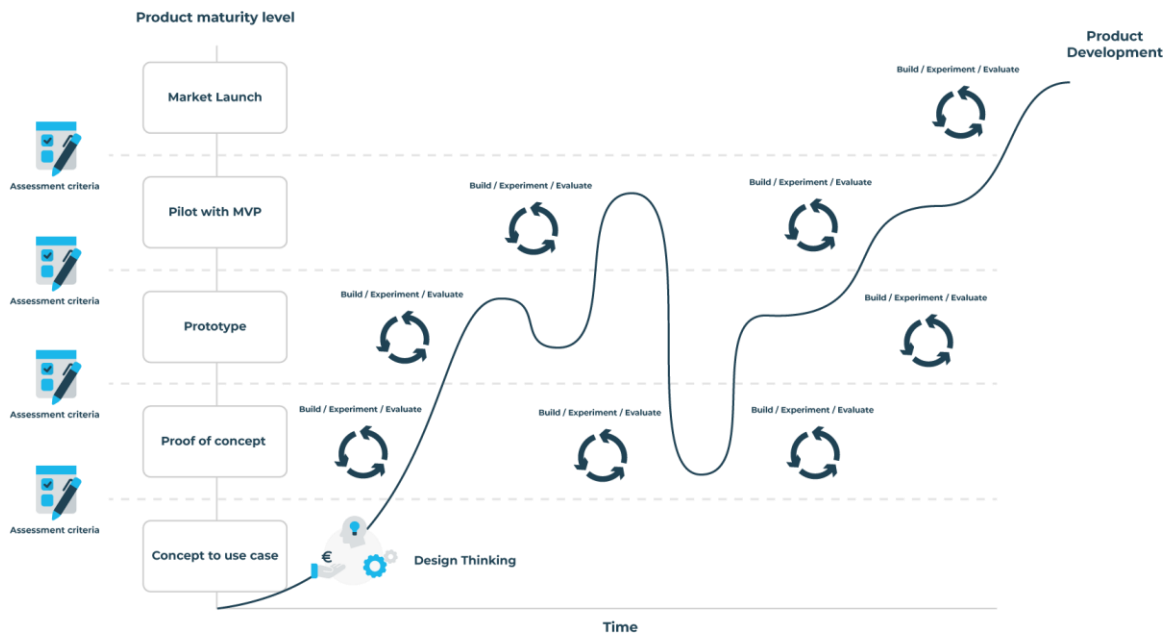 Product maturity level
Product
Development
Build / Experiment / Evaluate
Market Launch
Assessment criteria
Build / Experiment / Evaluate
Build / Experiment / Evaluate
Pilot with MVP
Assessment criteria
Build / Experiment / Evaluate
Build / Experiment / Evaluate
Prototype
Assessment criteria
Build / Experiment / Evaluate
Build / Experiment / Evaluate
Build / Experiment / Evaluate
Proof of concept
Assessment criteria
Concept to use case
€
Design Thinking
Time